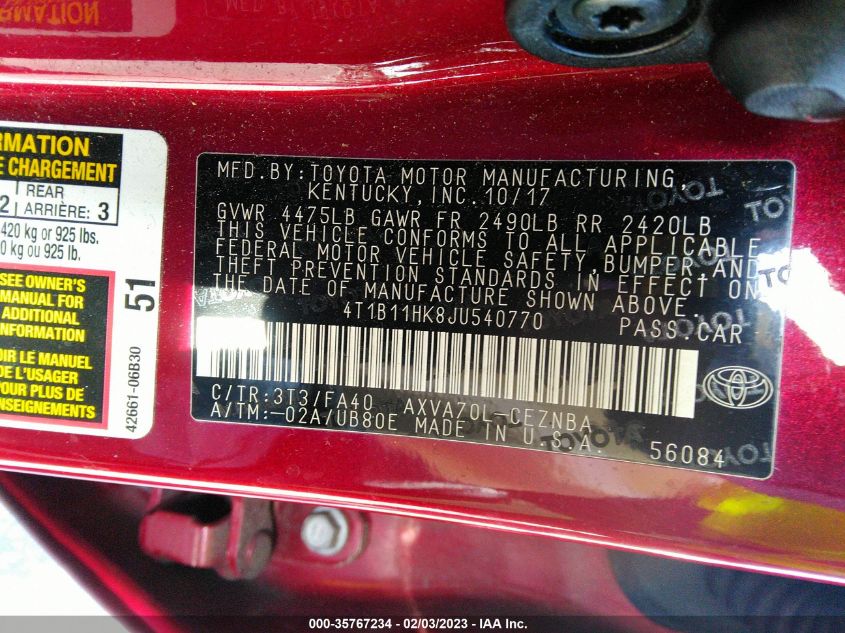 RMATION
E CHARGEMENT
2 REAR ARRIÈRE: 3
420 kg or 925 lbs.
0 kg ou 925 lb.
SEE OWNER'S
MANUAL FOR
ADDITIONAL
INFORMATION
OIR LE MANUEL
DE L'USAGER
POUR PLUS DE
51
42661-06B30
MFD.BY:TOYOTA MOTOR MANUFACTURING,
KENTUCKY,INC.10/17
GVWR 4475LB GAWR FR 2490LB RR 2420LB
THIS VEHICLE CONFORMS TO ALL APPLICABLE
FEDERAL MOTOR VEHICLE SAFETY,BUMPER,AND
THEFT PREVENTION STANDARDS IN EFFECT ON
THE DATE OF MANUFACTURE SHOWN ABOVE.
4T1B11HK8JU540770 PASS.CAR
C/TR:3T3/FA40 AXVA70L-CEZNBA
A/TM:-02A/UB80E MADE IN U.S.A.
56084
TOYOTA
000-35767234 - 02/03/2023 - IAA Inc.